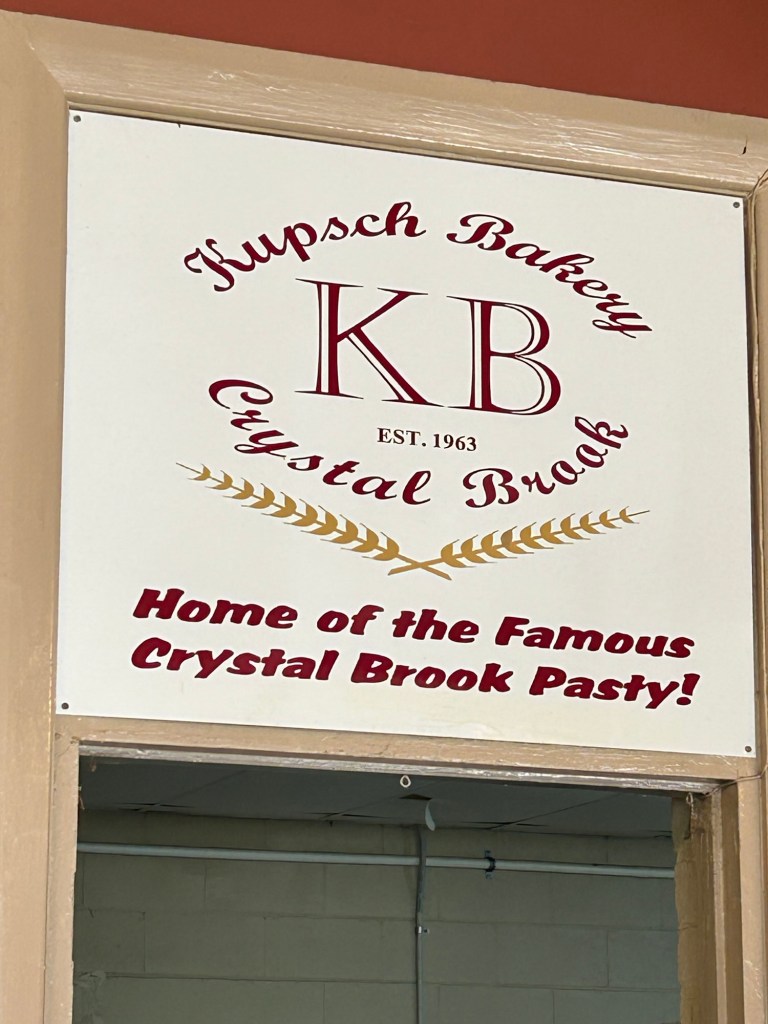 Kupsch Bakery
KB
EST. 1963
Crystal Brook
Home of the Famous
Crystal Brook Pasty!